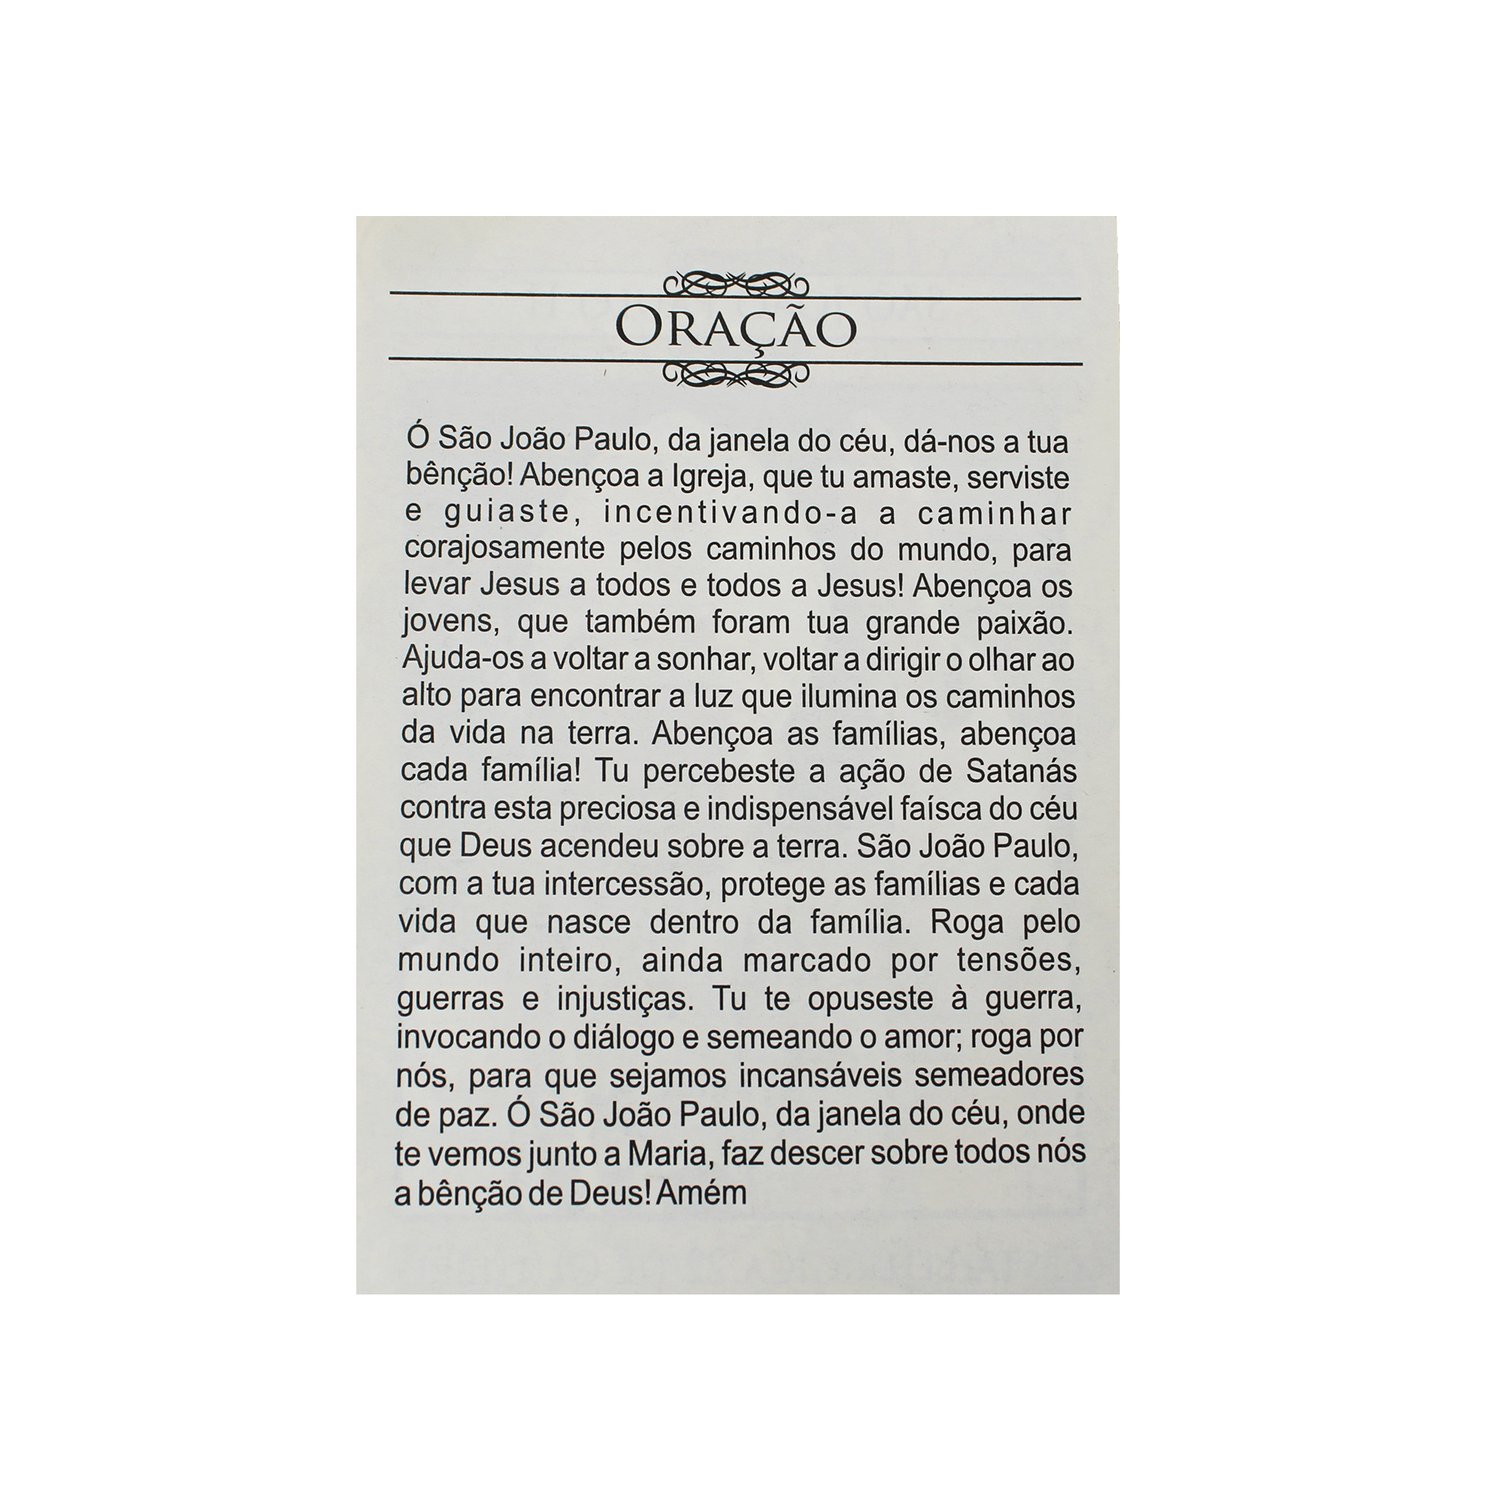 ORAÇÃO
Ó São João Paulo, da janela do céu, dá-nos a tua
bênção! Abençoa a Igreja, que tu amaste, serviste
e guiaste, incentivando-a a caminhar
corajosamente pelos caminhos do mundo, para
levar Jesus a todos e todos a Jesus! Abençoa os
jovens, que também foram tua grande paixão.
Ajuda-os a voltar a sonhar, voltar a dirigir o olhar ao
alto para encontrar a luz que ilumina os caminhos
da vida na terra. Abençoa as famílias, abençoa
cada família! Tu percebeste a ação de Satanás
contra esta preciosa e indispensável faísca do céu
que Deus acendeu sobre a terra. São João Paulo,
com a tua intercessão, protege as famílias e cada
vida que nasce dentro da família. Roga pelo
mundo inteiro, ainda marcado por tensões,
guerras e injustiças. Tu te opuseste à guerra,
invocando o diálogo e semeando o amor; roga por
nós, para que sejamos incansáveis semeadores
de paz. Ó São João Paulo, da janela do céu, onde
te vemos junto a Maria, faz descer sobre todos nós
a bênção de Deus! Amém